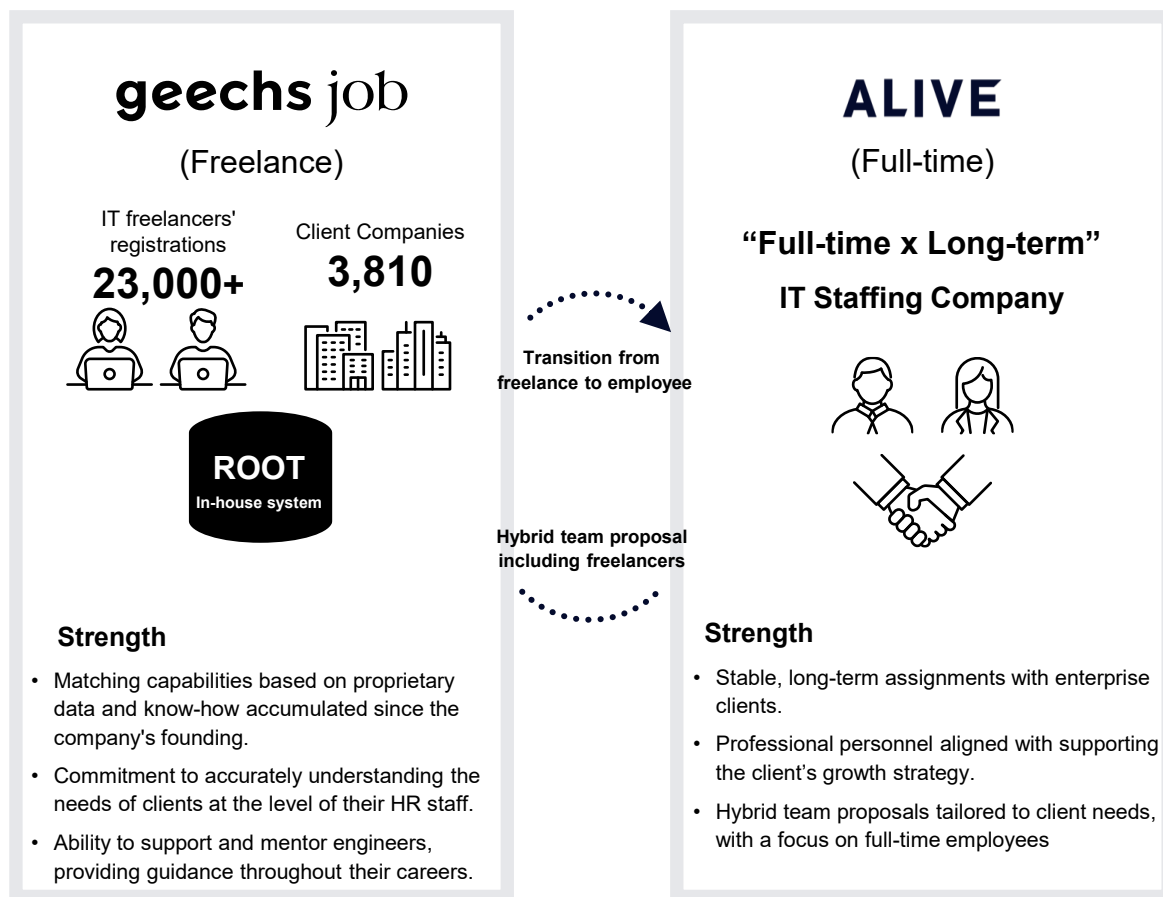 geechs job
(Freelance)
IT freelancers'
registrations
23,000+
Client Companies
3,810
ROOT
In-house system
Strength
• Matching capabilities based on proprietary
data and know-how accumulated since the
company's founding.
• Commitment to accurately understanding the
needs of clients at the level of their HR staff.
• Ability to support and mentor engineers,
providing guidance throughout their careers.
Transition from
freelance to employee
Hybrid team proposal
including freelancers
ALIVE
(Full-time)
“Full-time x Long-term”
IT Staffing Company
Strength
• Stable, long-term assignments with enterprise
clients.
• Professional personnel aligned with supporting
the client’s growth strategy.
• Hybrid team proposals tailored to client needs,
with a focus on full-time employees